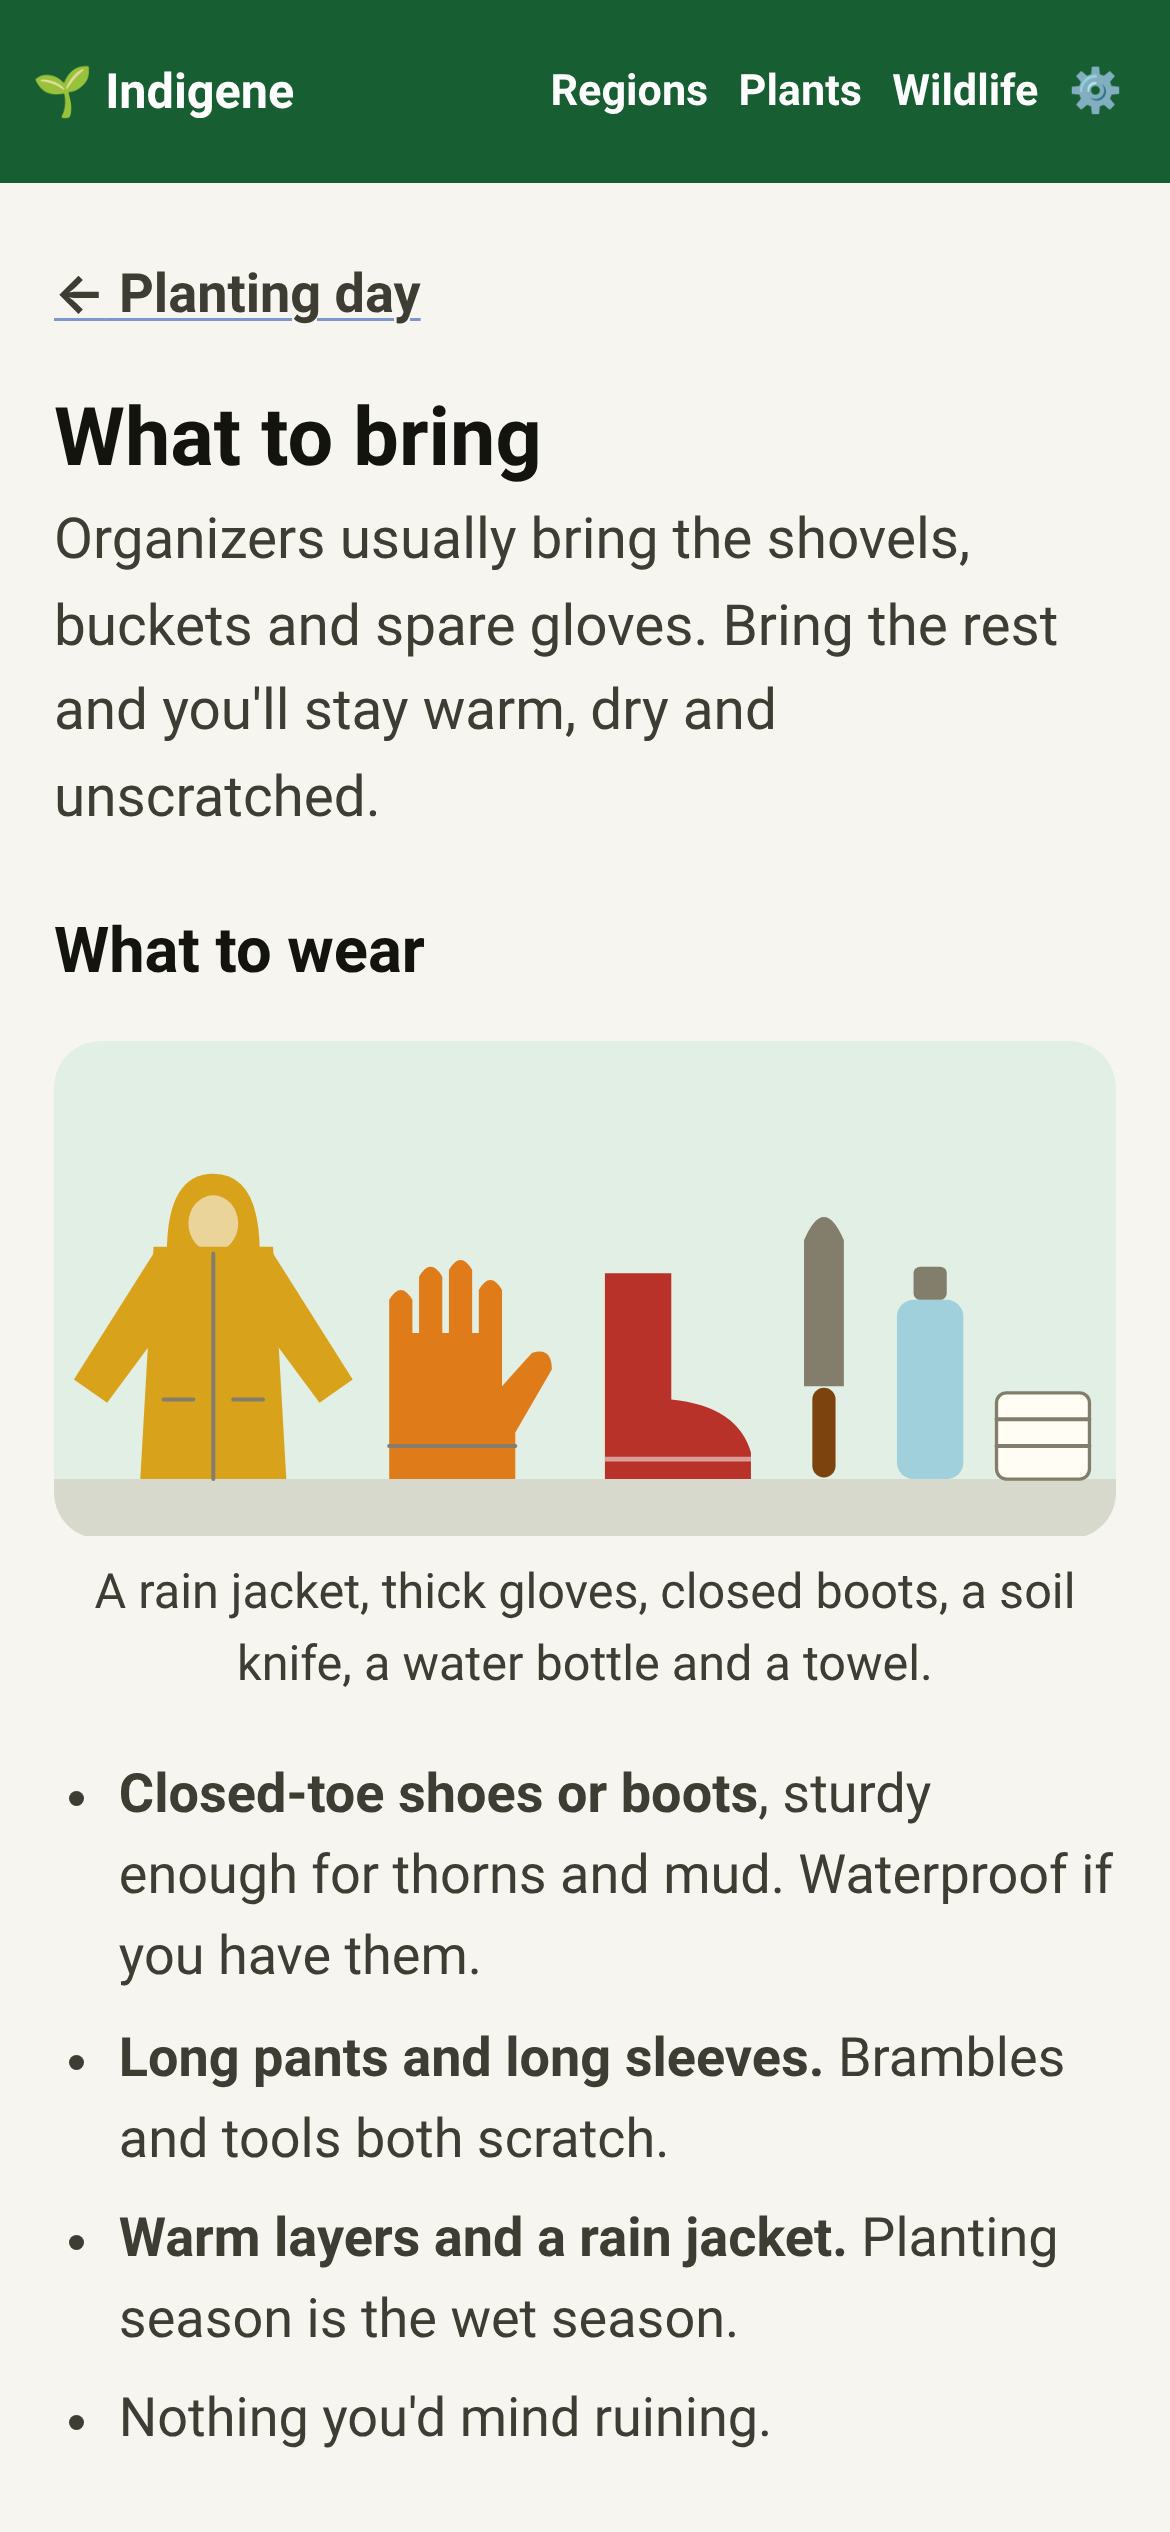 🌱 Indigene Regions Plants Wildlife ⚙️
← Planting day
What to bring
Organizers usually bring the shovels,
buckets and spare gloves. Bring the rest
and you'll stay warm, dry and
unscratched.
What to wear
A rain jacket, thick gloves, closed boots, a soil
knife, a water bottle and a towel.
• Closed-toe shoes or boots, sturdy
enough for thorns and mud. Waterproof if
you have them.
• Long pants and long sleeves. Brambles
and tools both scratch.
• Warm layers and a rain jacket. Planting
season is the wet season.
• Nothing you'd mind ruining.